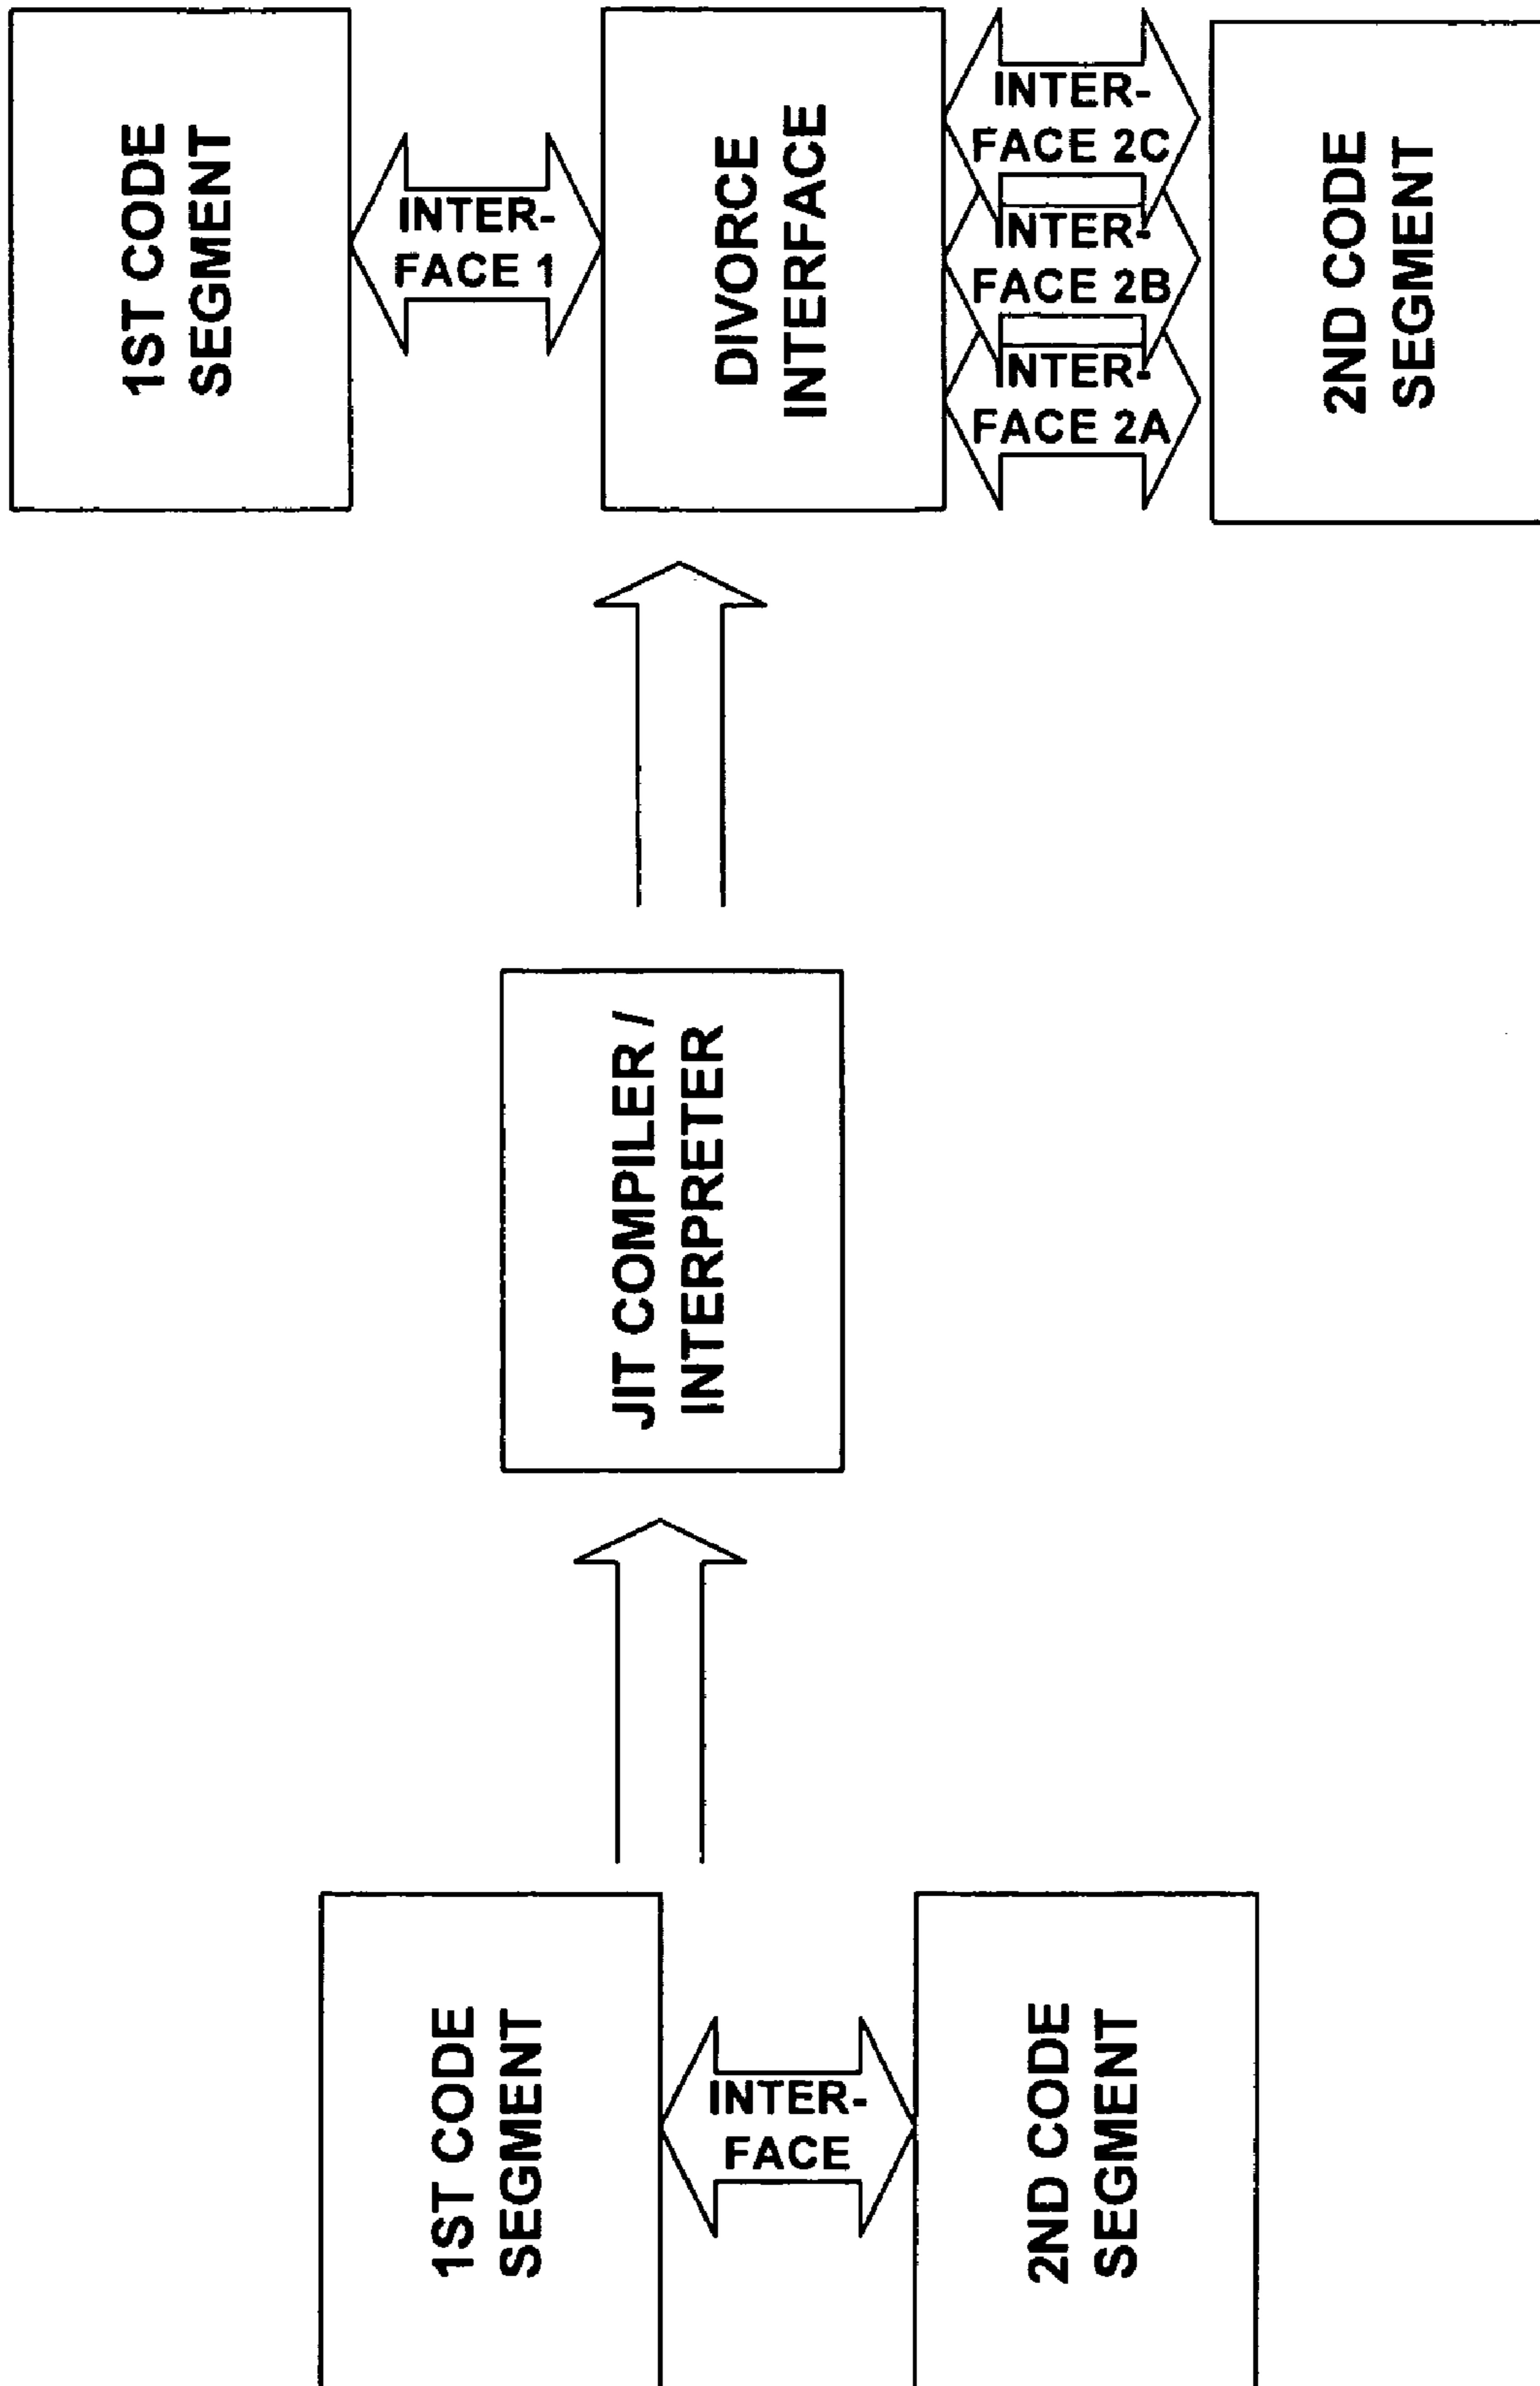 1ST CODE
SEGMENT
INTER-
FACE
2ND CODE
SEGMENT
JIT COMPILER /
INTERPRETER
1ST CODE
SEGMENT
INTER-
FACE 1
DIVORCE
INTERFACE
INTER-
FACE 2C
INTER-
FACE 2B
INTER-
FACE 2A
2ND CODE
SEGMENT